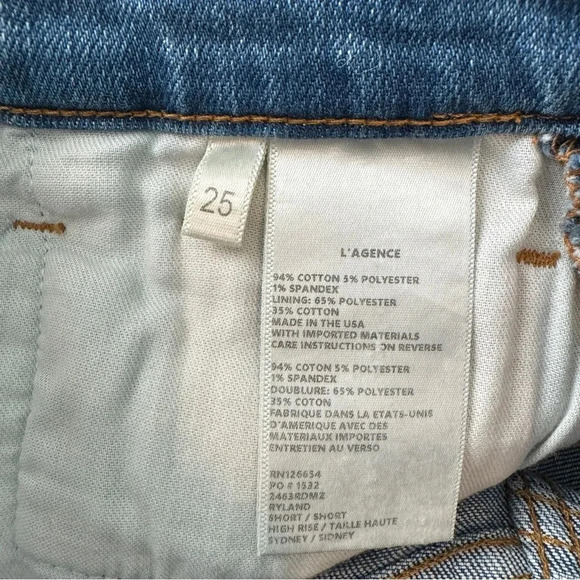 25
L'AGENCE
94% COTTON 5% POLYESTER
1% SPANDEX
LINING: 65% POLYESTER
35% COTTON
MADE IN THE USA
WITH IMPORTED MATERIALS
CARE INSTRUCTIONS ON REVERSE
94% COTTON 5% POLYESTER
1% SPANDEX
DOUBLURE: 65% POLYESTER
35% COTON
FABRIQUE DANS LA ETATS-UNIS
D'AMERIQUE AVEC DES
MATERIAUX IMPORTES
ENTRETIEN AU VERSO
RN126654
PO # 1532
2463RDMZ
RYLAND
SHORT / SHORT
HIGH RISE / TAILLE HAUTE
SYDNEY / SIDNEY